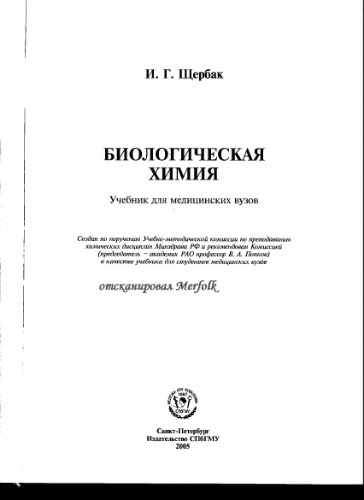 И. Г. Щербак
БИОЛОГИЧЕСКАЯ
ХИМИЯ
Учебник для медицинских вузов
Создан по поручению Учебно-методической комиссии по преподаванию
химических дисциплин Минздрава РФ и рекомендован Комиссией
(председатель – академик РАО профессор В. А. Попков)
в качестве учебника для студентов медицинских вузов
отсканировал Merfolk
Санкт-Петербург
Издательство СПбГМУ
2005